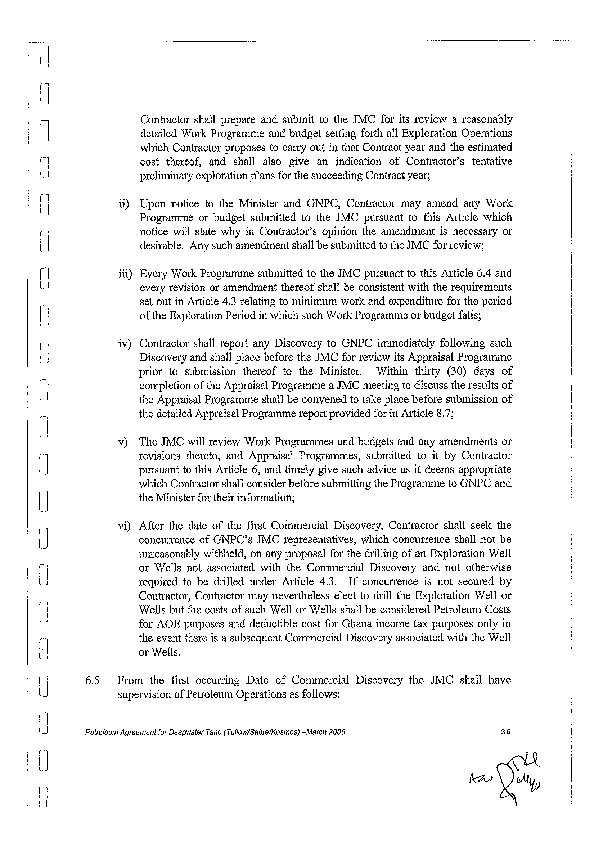 Contractor shall prepare and submit to the JMC for its review a reasonably
detailed Work Programme and budget setting forth all Exploration Operations
which Contractor proposes to carry out in that Contract year and the estimated
cost thereof, and shall also give an indication of Contractor's tentative
preliminary exploration plans for the succeeding Contract year;
ii) Upon notice to the Minister and GNPC, Contractor may amend any Work
Programme or budget submitted to the JMC pursuant to this Article which
notice will state why in Contractor's opinion the amendment is necessary or
desirable. Any such amendment shall be submitted to the JMC for review;
iii) Every Work Programme submitted to the JMC pursuant to this Article 6.4 and
every revision or amendment thereof shall be consistent with the requirements
set out in Article 4.3 relating to minimum work and expenditure for the period
of the Exploration Period in which such Work Programme or budget falls;
iv) Contractor shall report any Discovery to GNPC immediately following such
Discovery and shall place before the JMC for review its Appraisal Programme
prior to submission thereof to the Minister. Within thirty (30) days of
completion of the Appraisal Programme a JMC meeting to discuss the results of
the Appraisal Programme shall be convened to take place before submission of
the detailed Appraisal Programme report provided for in Article 8.7;
v) The JMC will review Work Programmes and budgets and any amendments or
revisions thereto, and Appraisal Programmes, submitted to it by Contractor
pursuant to this Article 6, and timely give such advice as it deems appropriate
which Contractor shall consider before submitting the Programme to GNPC and
the Minister for their information;
vi) After the date of the first Commercial Discovery, Contractor shall seek the
concurrence of GNPC's JMC representatives, which concurrence shall not be
unreasonably withheld, on any proposal for the drilling of an Exploration Well
or Wells not associated with the Commercial Discovery and not otherwise
required to be drilled under Article 4.3. If concurrence is not secured by
Contractor, Contractor may nevertheless elect to drill the Exploration Well or
Wells but the costs of such Well or Wells shall be considered Petroleum Costs
for AOE purposes and deductible cost for Ghana income tax purposes only in
the event there is a subsequent Commercial Discovery associated with the Well
or Wells.
6.5 From the first occurring Date of Commercial Discovery the JMC shall have
supervision of Petroleum Operations as follows:
Petroleum Agreement for Deepwater Tano (Tullow/Sabre/Kosmos) –March 2006